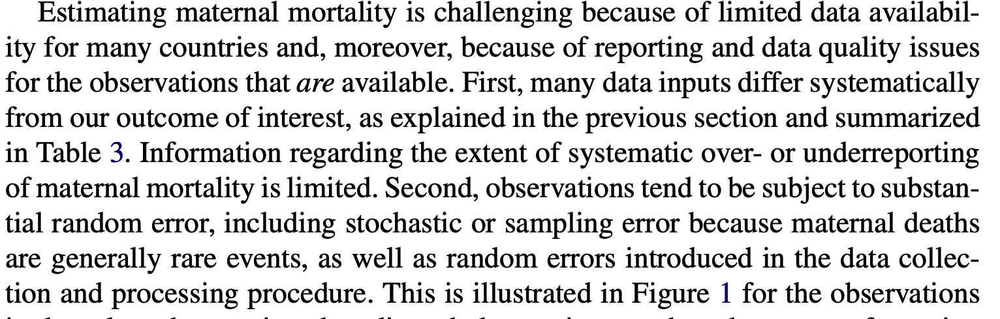 Estimating maternal mortality is challenging because of limited data availabil-
ity for many countries and, moreover, because of reporting and data quality issues
for the observations that are available. First, many data inputs differ systematically
from our outcome of interest, as explained in the previous section and summarized
in Table 3. Information regarding the extent of systematic over- or underreporting
of maternal mortality is limited. Second, observations tend to be subject to substan-
tial random error, including stochastic or sampling error because maternal deaths
are generally rare events, as well as random errors introduced in the data collec-
tion and processing procedure. This is illustrated in Figure 1 for the observations